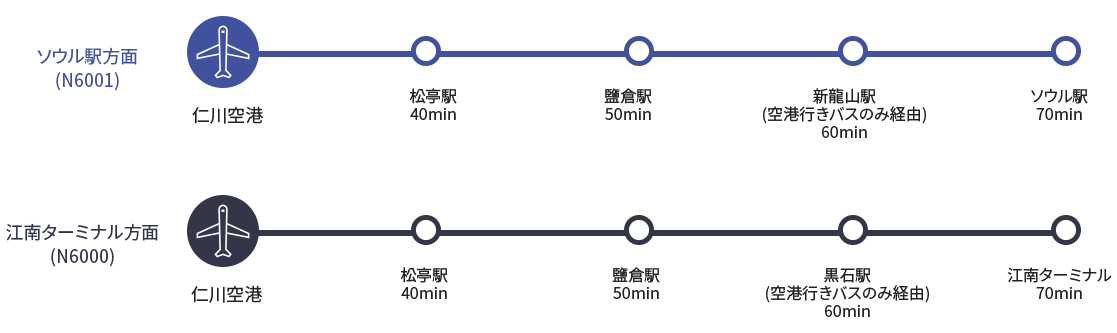 ソウル駅方面
(N6001)
仁川空港
松亭駅
40min
鹽倉駅
50min
新龍山駅
(空港行きバスのみ経由)
60min
ソウル駅
70min
江南ターミナル方面
(N6000)
仁川空港
松亭駅
40min
鹽倉駅
50min
黒石駅
(空港行きバスのみ経由)
60min
江南ターミナル
70min